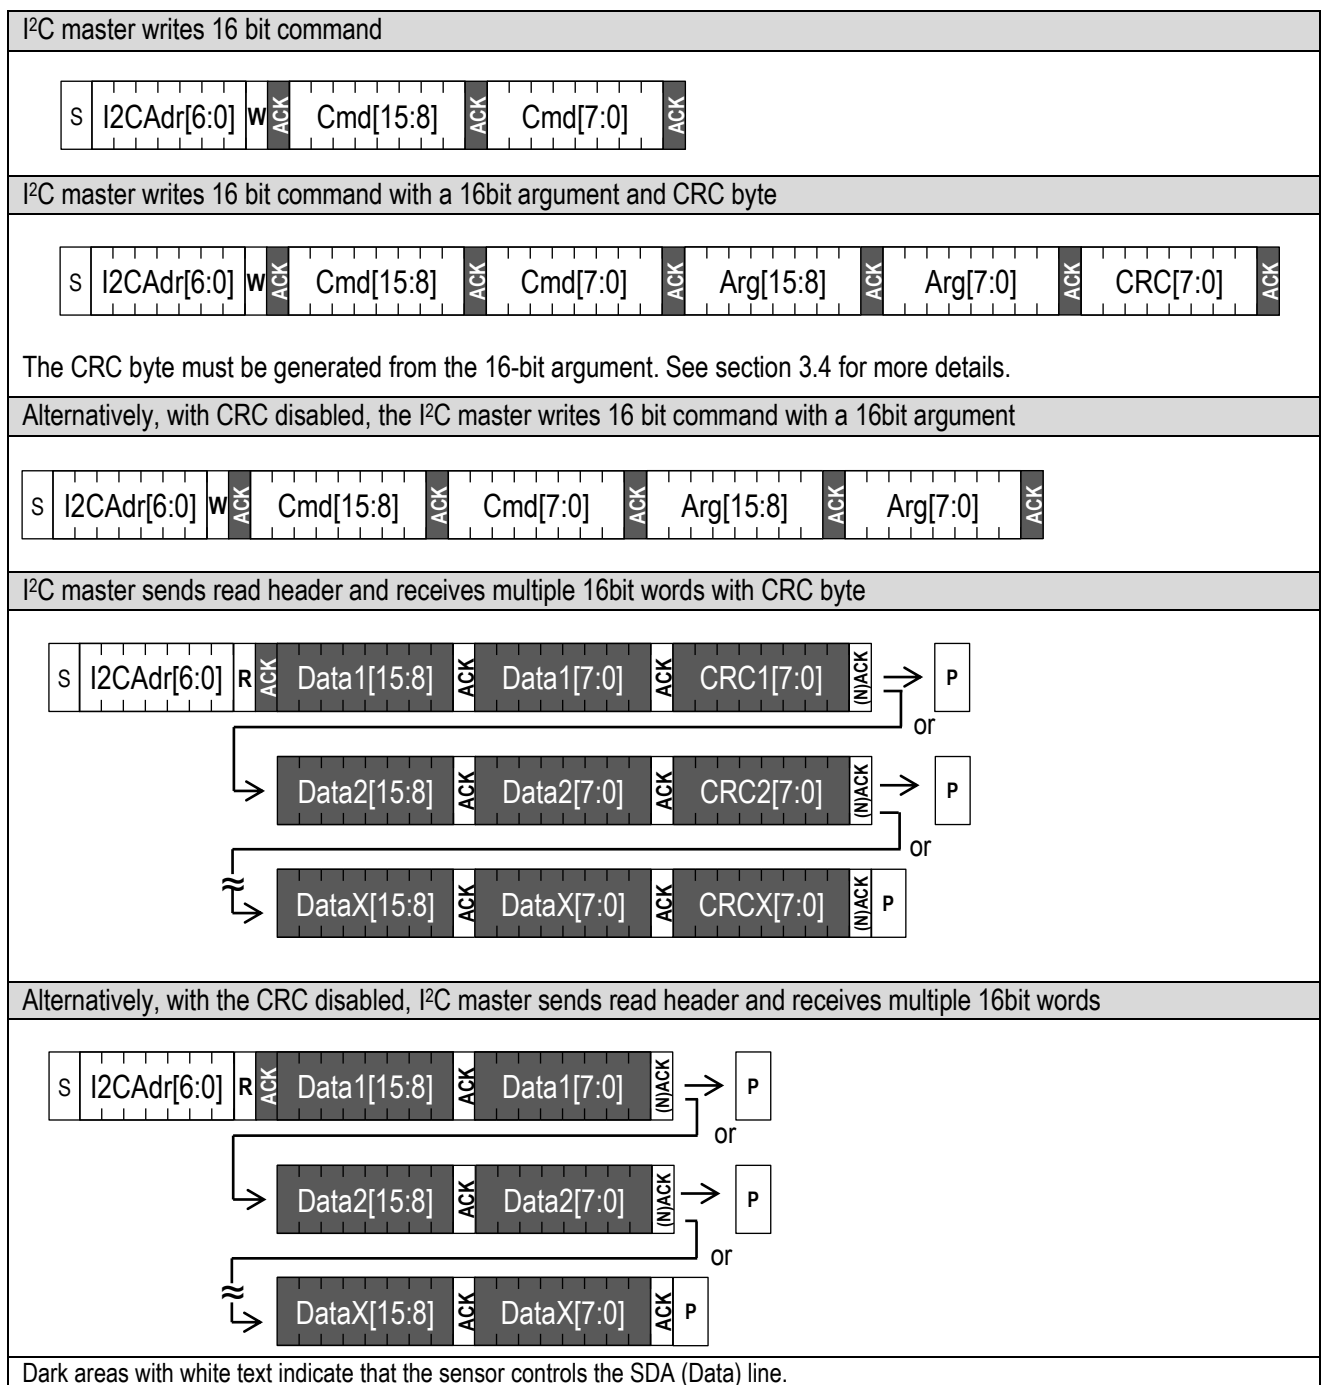 I²C master writes 16 bit command
S I2CAdr[6:0] W ACK Cmd[15:8] ACK Cmd[7:0] ACK
I²C master writes 16 bit command with a 16bit argument and CRC byte
S I2CAdr[6:0] W ACK Cmd[15:8] ACK Cmd[7:0] ACK Arg[15:8] ACK Arg[7:0] ACK CRC[7:0] ACK
The CRC byte must be generated from the 16-bit argument. See section 3.4 for more details.
Alternatively, with CRC disabled, the I²C master writes 16 bit command with a 16bit argument
S I2CAdr[6:0] W ACK Cmd[15:8] ACK Cmd[7:0] ACK Arg[15:8] ACK Arg[7:0] ACK
I²C master sends read header and receives multiple 16bit words with CRC byte
S I2CAdr[6:0] R ACK Data1[15:8] ACK Data1[7:0] ACK CRC1[7:0] (N)ACK P
or
Data2[15:8] ACK Data2[7:0] ACK CRC2[7:0] (N)ACK P
or
DataX[15:8] ACK DataX[7:0] ACK CRCX[7:0] (N)ACK P
Alternatively, with the CRC disabled, I²C master sends read header and receives multiple 16bit words
S I2CAdr[6:0] R ACK Data1[15:8] ACK Data1[7:0] (N)ACK P
or
Data2[15:8] ACK Data2[7:0] (N)ACK P
or
DataX[15:8] ACK DataX[7:0] ACK P
Dark areas with white text indicate that the sensor controls the SDA (Data) line.